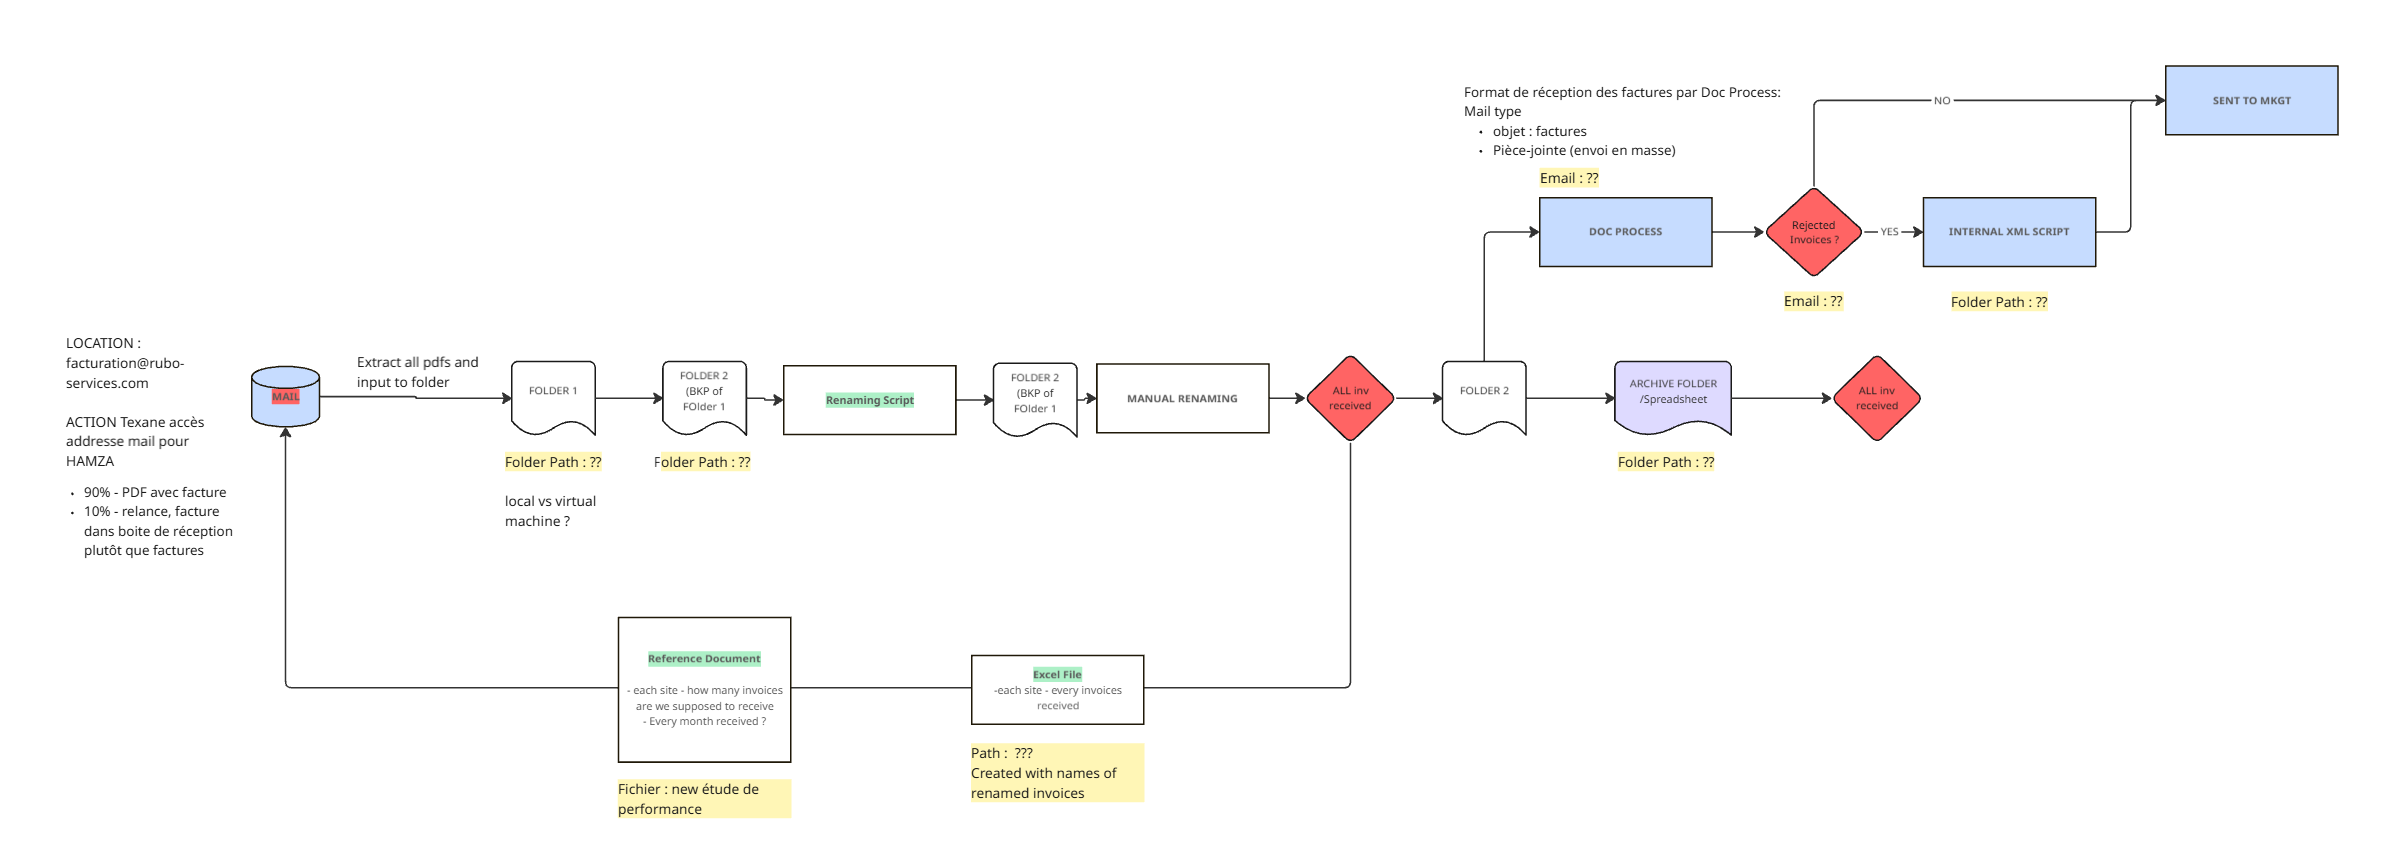 Format de réception des factures par Doc Process:
Mail type
• objet : factures
• Pièce-jointe (envoi en masse)
Email : ??
NO
SENT TO MKGT
DOC PROCESS
Rejected
Invoices ?
YES
INTERNAL XML SCRIPT
Email : ??
Folder Path : ??
LOCATION :
facturation@rubo-
services.com
ACTION Texane accès
addresse mail pour
HAMZA
• 90% - PDF avec facture
• 10% - relance, facture
dans boite de réception
plutôt que factures
MAIL
Extract all pdfs and
input to folder
FOLDER 1
Folder Path : ??
local vs virtual
machine ?
FOLDER 2
(BKP of
FOlder 1
Folder Path : ??
Renaming Script
FOLDER 2
(BKP of
FOlder 1
MANUAL RENAMING
ALL inv
received
FOLDER 2
ARCHIVE FOLDER
/Spreadsheet
Folder Path : ??
ALL inv
received
Reference Document
- each site - how many invoices
are we supposed to receive
- Every month received ?
Fichier : new étude de
performance
Excel File
-each site - every invoices
received
Path : ???
Created with names of
renamed invoices